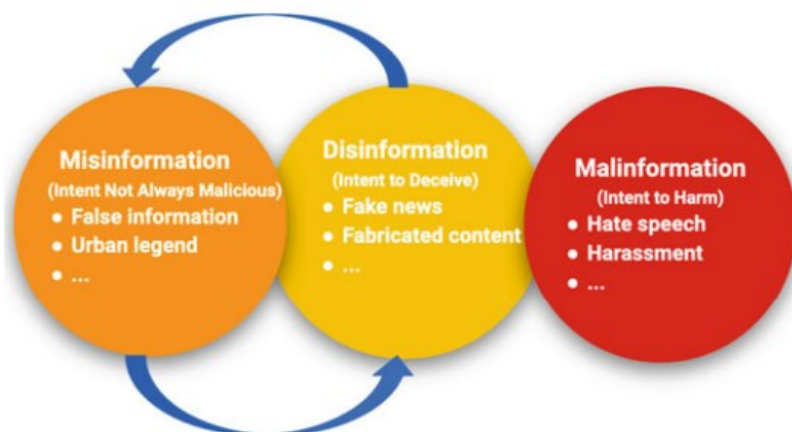 Misinformation
(Intent Not Always Malicious)
● False information
● Urban legend
● ...
Disinformation
(Intent to Deceive)
● Fake news
● Fabricated content
● ...
Malinformation
(Intent to Harm)
● Hate speech
● Harassment
● ...